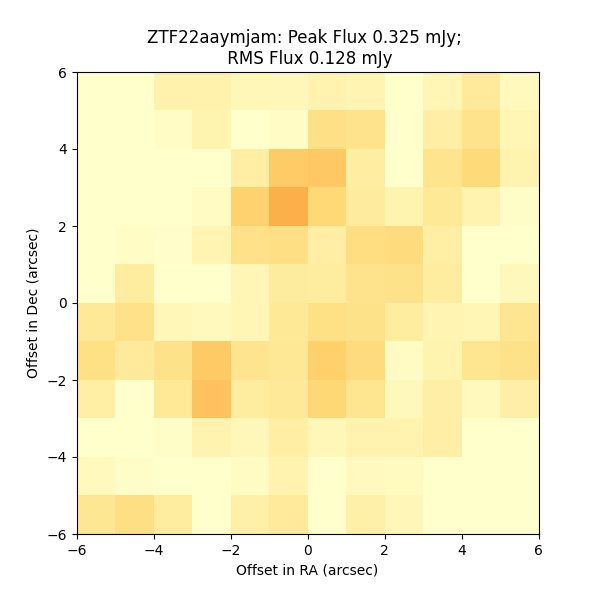 ZTF22aaymjam: Peak Flux 0.325 mJy;
RMS Flux 0.128 mJy
6
4
2
0
−2
−4
−6
Offset in Dec (arcsec)
−6 −4 −2 0 2 4 6
Offset in RA (arcsec)